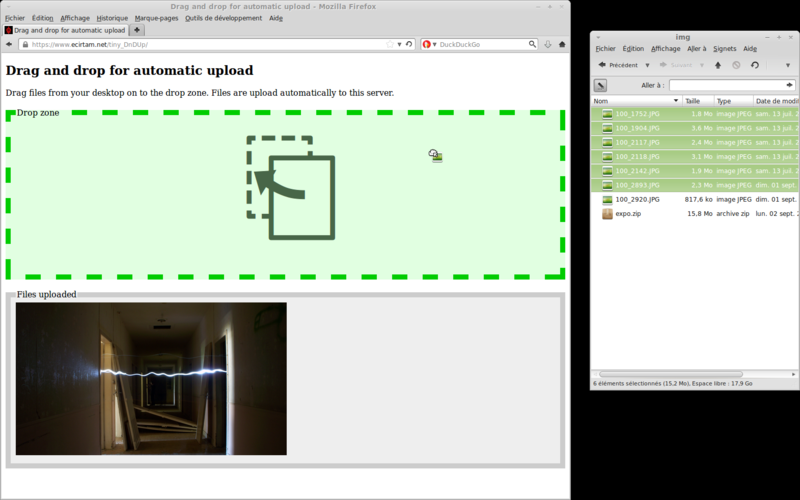 Drag and drop for automatic upload - Mozilla Firefox
Fichier Édition Affichage Historique Marque-pages Outils de développement Aide
Drag and drop for automatic upload
https://www.ecirtam.net/tiny_DnDUp/
DuckDuckGo
Drag and drop for automatic upload
Drag files from your desktop on to the drop zone. Files are upload automatically to this server.
Drop zone
Files uploaded
img
Fichier Édition Affichage Aller à Signets Aide
Précédent Suivant
Aller à :
Nom Taille Type Date de modifi
100_1752.JPG 1,8 Mo image JPEG sam. 13 juil. 2
100_1904.JPG 3,6 Mo image JPEG sam. 13 juil. 2
100_2117.JPG 2,4 Mo image JPEG sam. 13 juil. 2
100_2118.JPG 3,1 Mo image JPEG sam. 13 juil. 2
100_2142.JPG 1,9 Mo image JPEG sam. 13 juil. 2
100_2893.JPG 2,3 Mo image JPEG dim. 01 sept.
100_2920.JPG 817,6 ko image JPEG dim. 01 sept.
expo.zip 15,8 Mo archive zip lun. 02 sept.
6 éléments sélectionnés (15,2 Mo), Espace libre : 17,9 Go